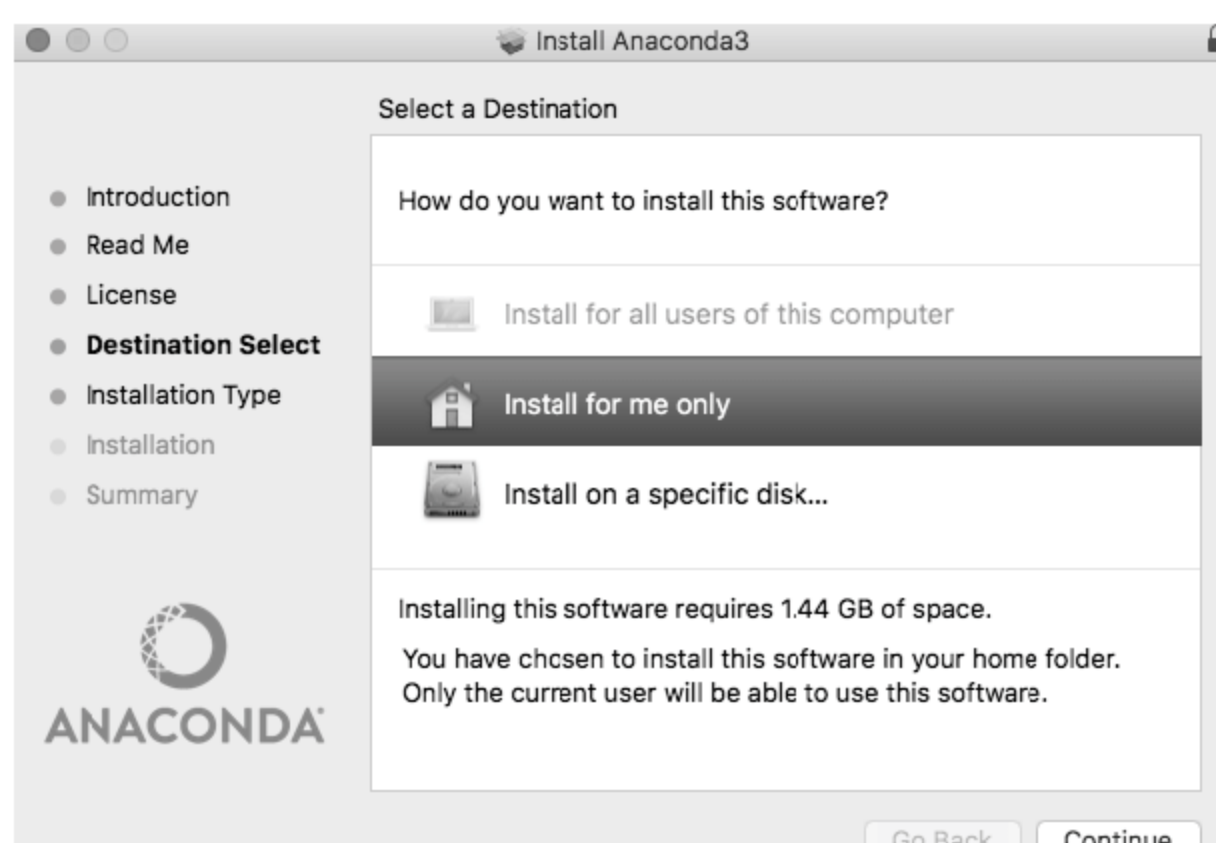 Install Anaconda3
Select a Destination
Introduction
Read Me
License
Destination Select
Installation Type
Installation
Summary
ANACONDA
How do you want to install this software?
Install for all users of this computer
Install for me only
Install on a specific disk...
Installing this software requires 1.44 GB of space.
You have chosen to install this software in your home folder.
Only the current user will be able to use this software.
Go Back
Continue